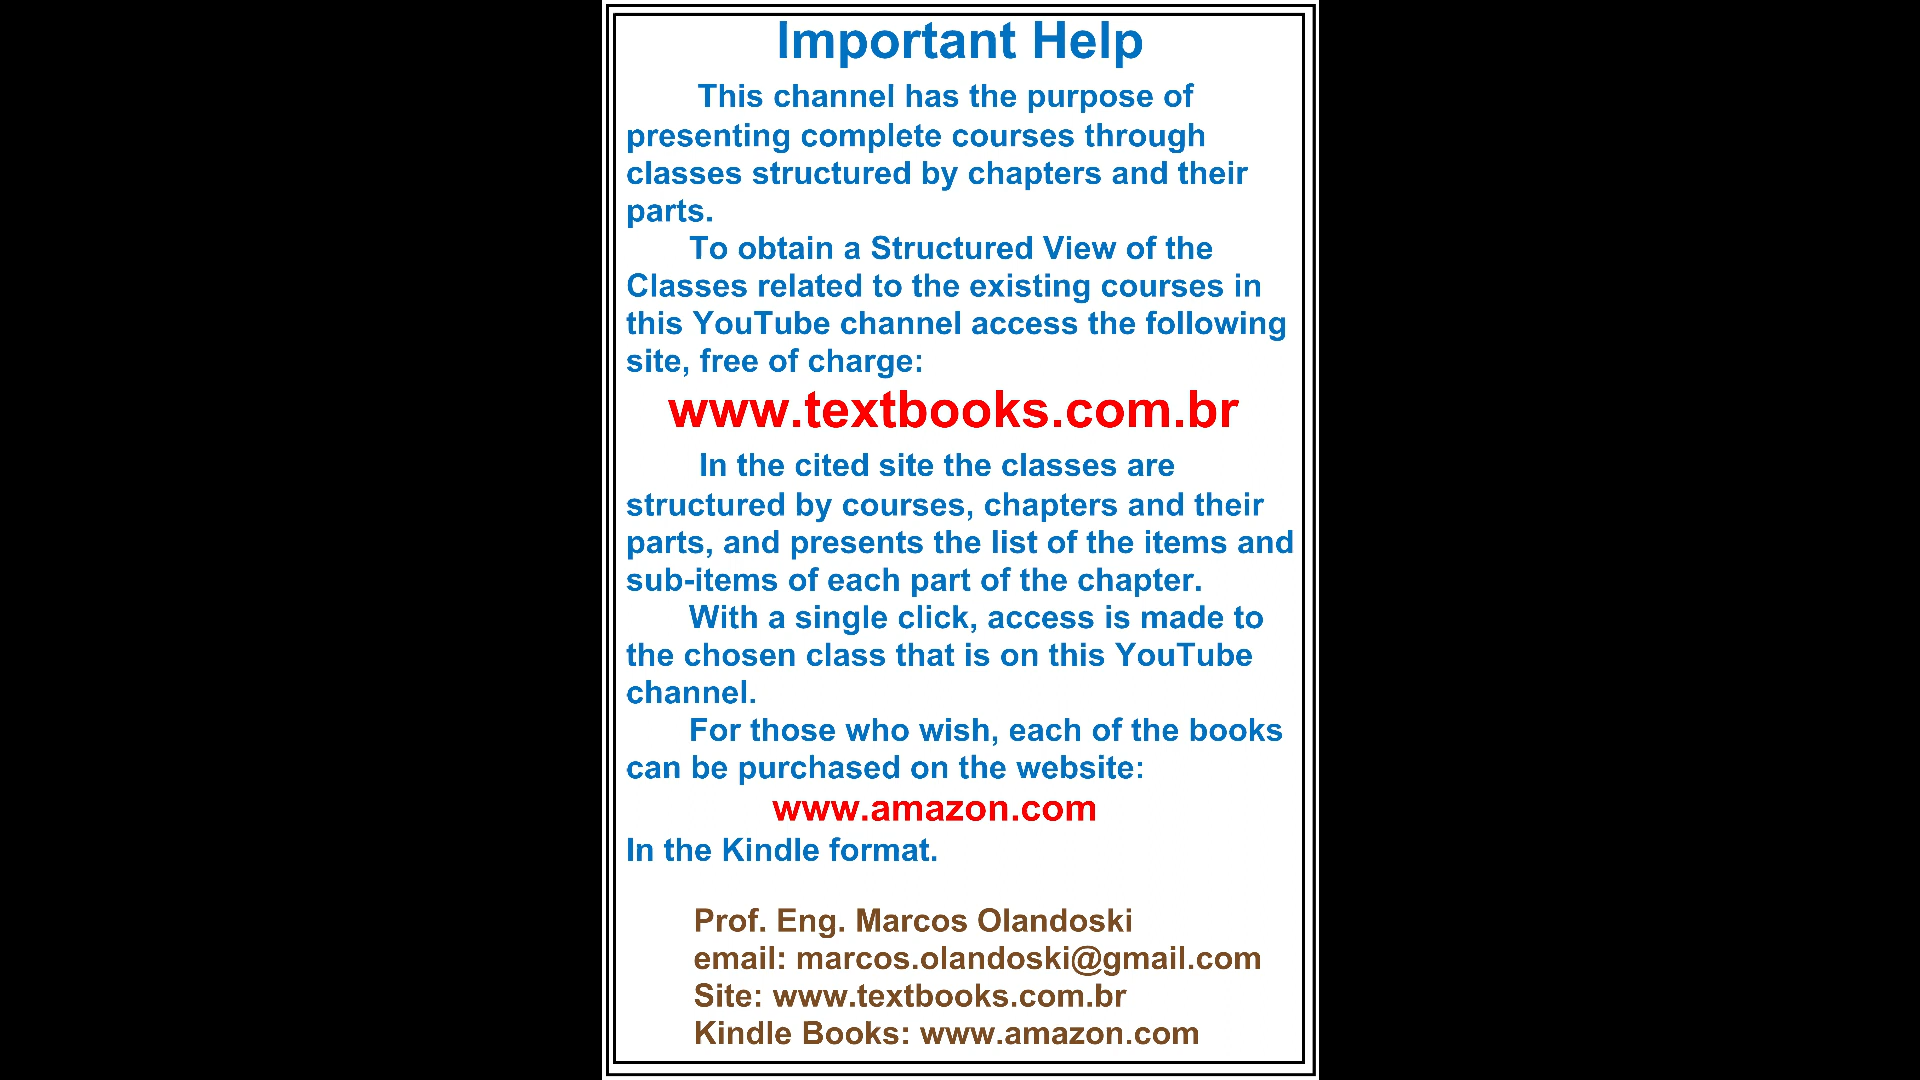 Important Help
This channel has the purpose of
presenting complete courses through
classes structured by chapters and their
parts.
To obtain a Structured View of the
Classes related to the existing courses in
this YouTube channel access the following
site, free of charge:
www.textbooks.com.br
In the cited site the classes are
structured by courses, chapters and their
parts, and presents the list of the items and
sub-items of each part of the chapter.
With a single click, access is made to
the chosen class that is on this YouTube
channel.
For those who wish, each of the books
can be purchased on the website:
www.amazon.com
In the Kindle format.
Prof. Eng. Marcos Olandoski
email: marcos.olandoski@gmail.com
Site: www.textbooks.com.br
Kindle Books: www.amazon.com